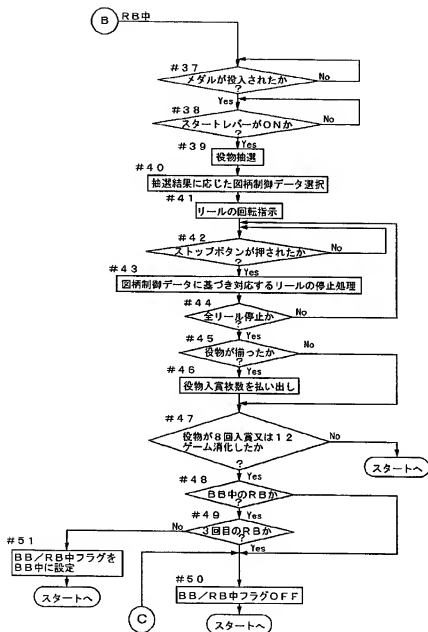 B
RB中
#37
メダルが投入されたか
?
No
Yes
#38
スタートレバーがONか
?
No
Yes
#39
役物抽選
#40
抽選結果に応じた図柄制御データ選択
#41
リールの回転指示
#42
ストップボタンが押されたか
?
No
Yes
#43
図柄制御データに基づき対応するリールの停止処理
#44
全リール停止か
?
No
Yes
#45
役物が揃ったか
?
No
Yes
#46
役物入賞枚数を払い出し
#47
役物が8回入賞又は12
ゲーム消化したか
?
No
スタートへ
Yes
#48
BB中のRBか
?
Yes
#49
3回目のRBか
?
No
Yes
#51
BB/RB中フラグを
BB中に設定
スタートへ
C
#50
BB/RB中フラグOFF
スタートへ